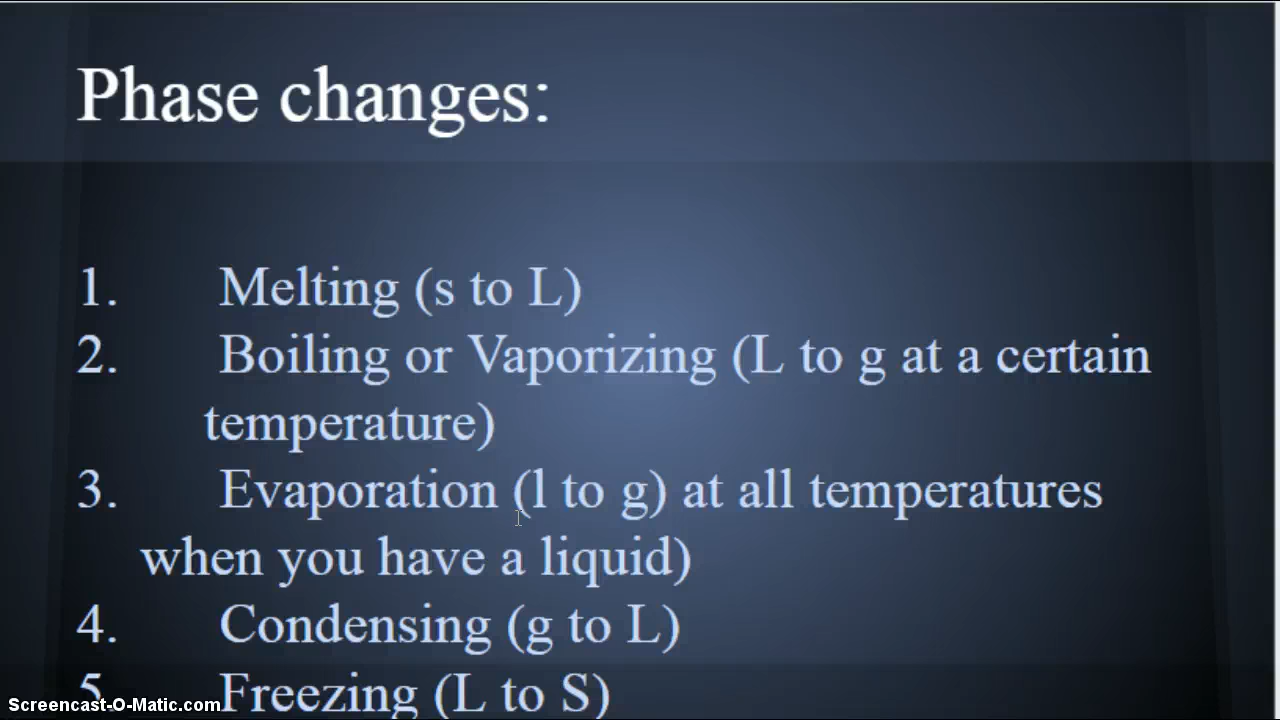 Phase changes:
1. Melting (s to L)
2. Boiling or Vaporizing (L to g at a certain
temperature)
3. Evaporation (l to g) at all temperatures
when you have a liquid)
4. Condensing (g to L)
5. Freezing (L to S)
Screencast-O-Matic.com